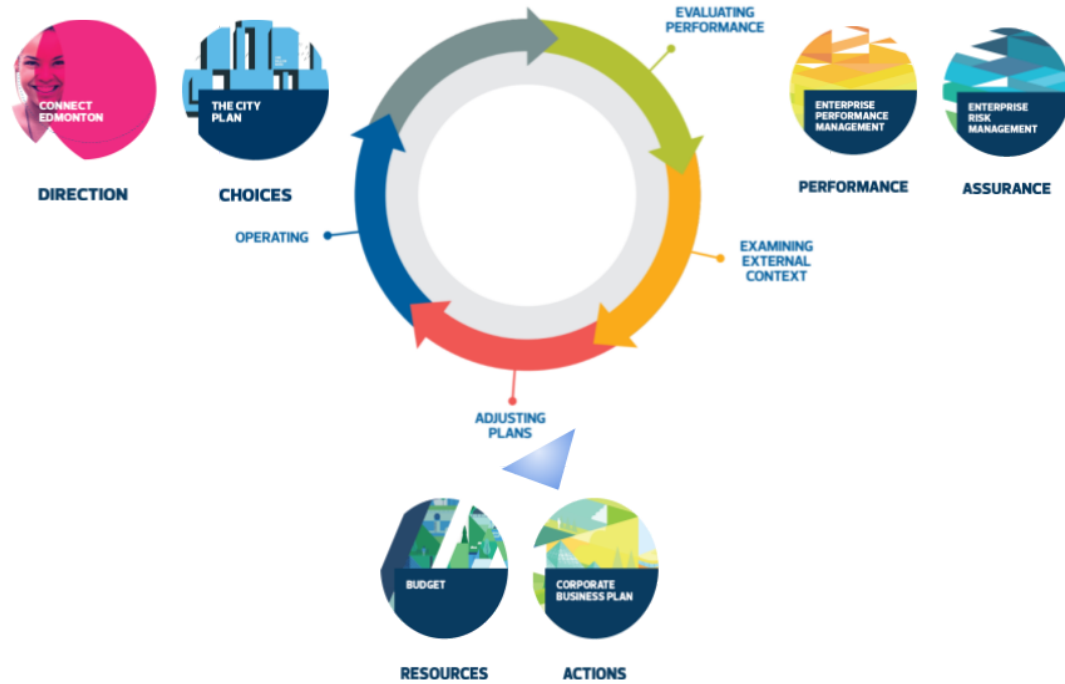 EVALUATING
PERFORMANCE
CONNECT
EDMONTON
THE CITY
PLAN
ENTERPRISE
PERFORMANCE
MANAGEMENT
ENTERPRISE
RISK
MANAGEMENT
DIRECTION
CHOICES
PERFORMANCE
ASSURANCE
OPERATING
EXAMINING
EXTERNAL
CONTEXT
ADJUSTING
PLANS
BUDGET
CORPORATE
BUSINESS PLAN
RESOURCES
ACTIONS